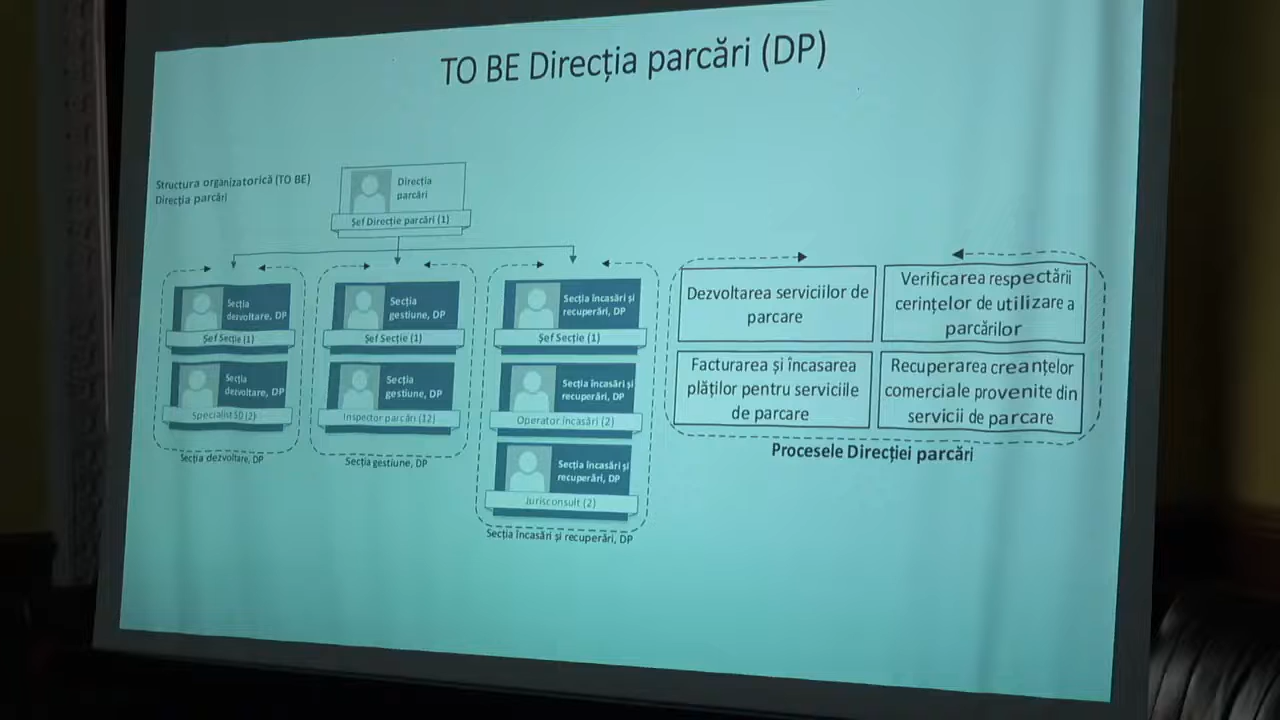 TO BE Direcția parcări (DP)
Structura organizatorică (TO BE)
Direcția parcări
Direcția
parcări
Șef Direcție parcări (1)
Secția
dezvoltare, DP
Șef Secție (1)
Secția
dezvoltare, DP
Specialist SD (2)
Secția dezvoltare, DP
Secția
gestiune, DP
Șef Secție (1)
Secția
gestiune, DP
Inspector parcări (12)
Secția gestiune, DP
Secția încasări și
recuperări, DP
Șef Secție (1)
Secția încasări și
recuperări, DP
Operator încasări (2)
Secția încasări și
recuperări, DP
Jurisconsult (2)
Secția încasări și recuperări, DP
Dezvoltarea serviciilor de
parcare
Verificarea respectării
cerințelor de utilizare a
parcărilor
Facturarea și încasarea
plăților pentru serviciile
de parcare
Recuperarea creanțelor
comerciale provenite din
servicii de parcare
Procesele Direcției parcări